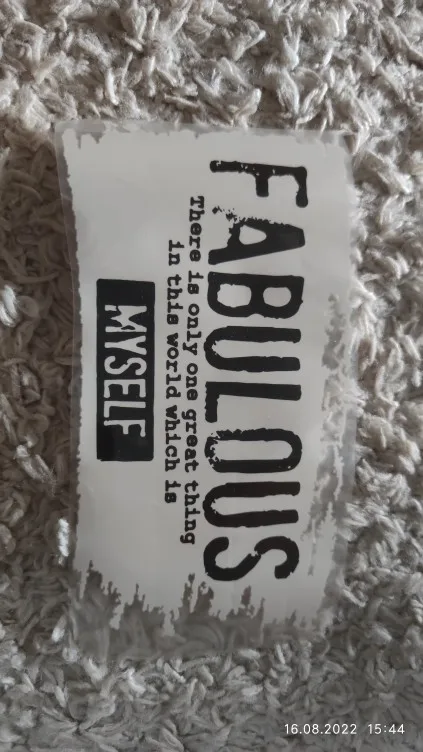 FABULOUS
There is only one great thing
in this world which is
MYSELF
16.08.2022 15:44